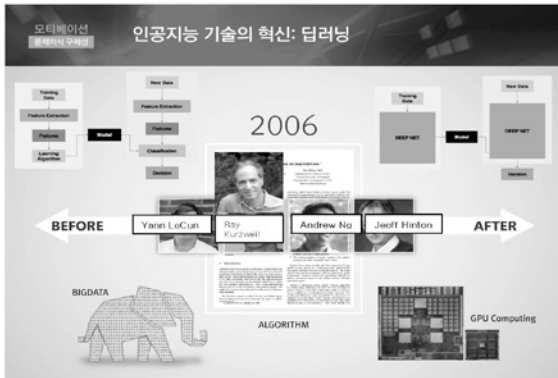 모티베이션
문제의식 구체성
인공지능 기술의 혁신: 딥러닝
Training Data
Feature Extraction
Features
Learning Algorithm
Model
New Data
Feature Extraction
Features
Classification
Decision
2006
Training Data
DEEP NET
Model
New Data
DEEP NET
Decision
BEFORE
Yann LeCun
Ray
Kurzweil
Andrew Ng
Jeoff Hinton
AFTER
BIGDATA
ALGORITHM
GPU Computing